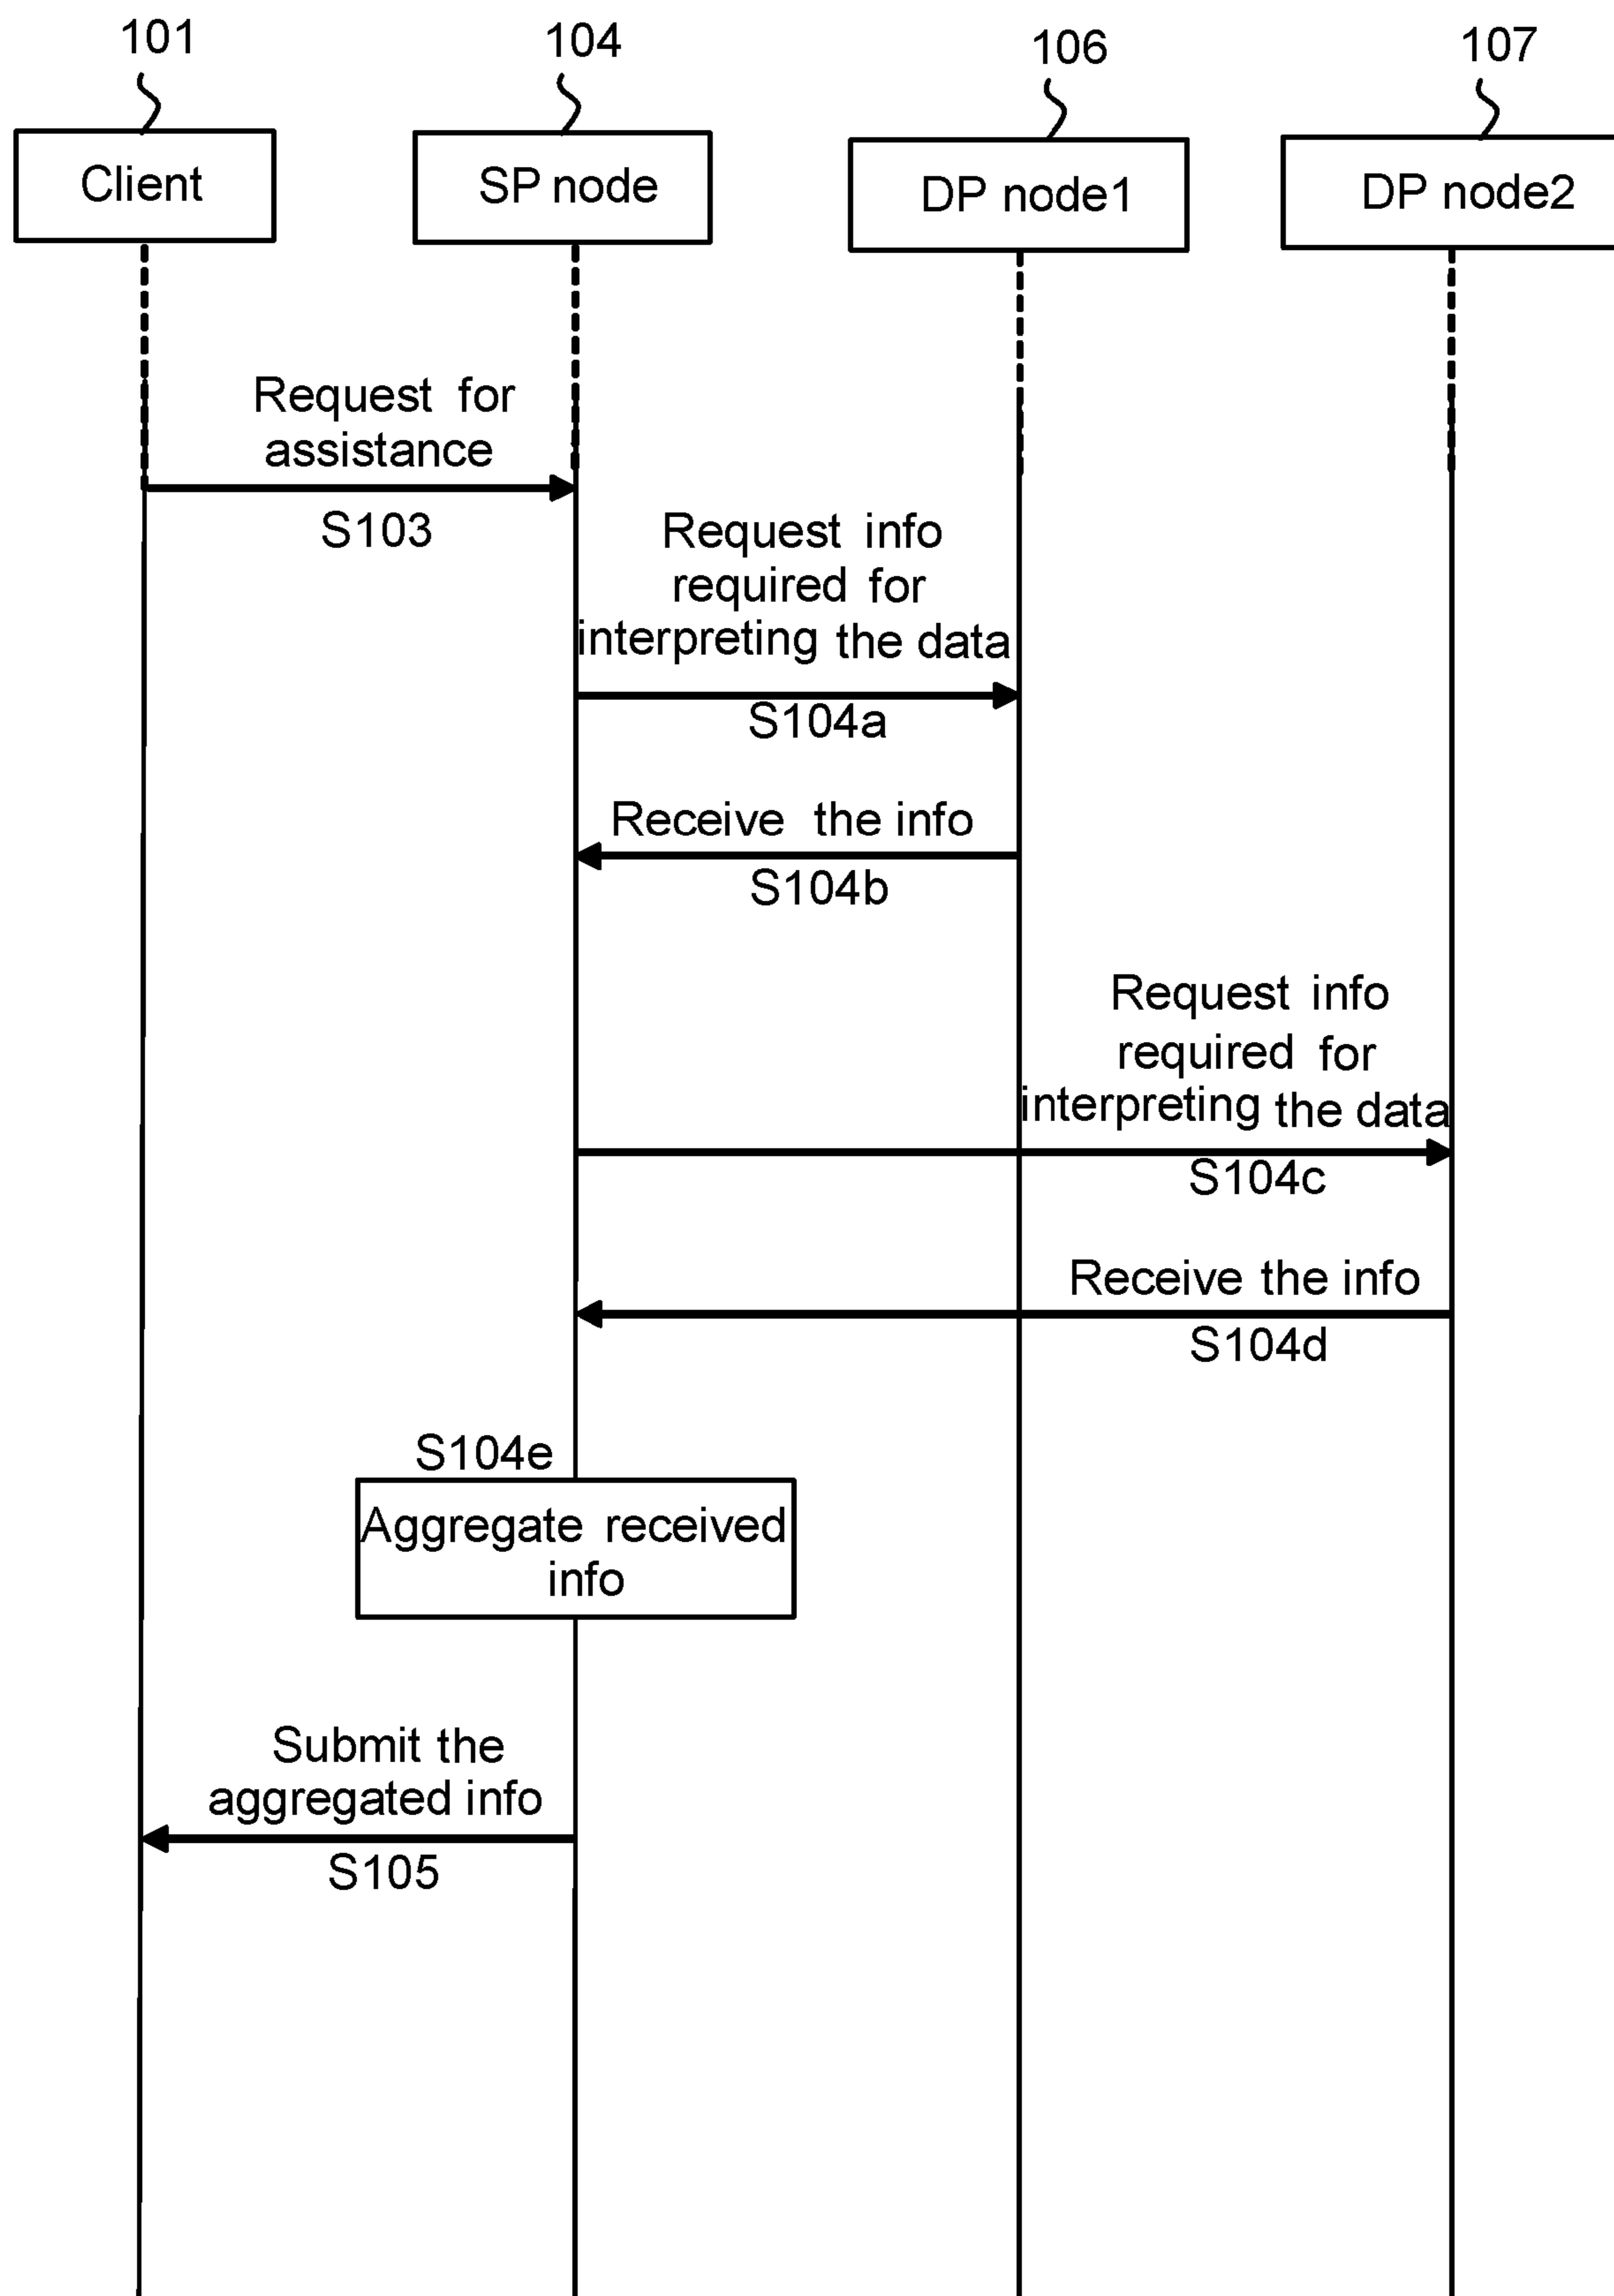 101
104
106
107
Client
SP node
DP node1
DP node2
Request for
assistance
S103
Request info
required for
interpreting the data
S104a
Receive the info
S104b
Request info
required for
interpreting the data
S104c
Receive the info
S104d
S104e
Aggregate received
info
Submit the
aggregated info
S105